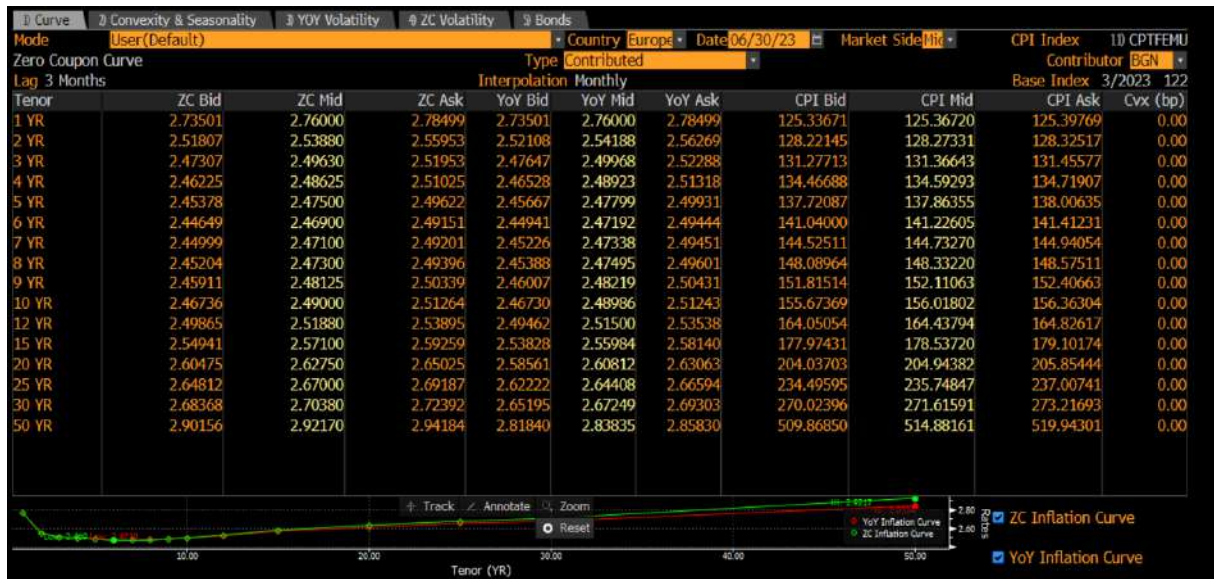 1) Curve 2) Convexity & Seasonality 3) YOY Volatility 4) ZC Volatility 5) Bonds
Mode User(Default) Country Europe Date 06/30/23 Market Side Mid CPI Index 11) CPTFEMU
Zero Coupon Curve Type Contributed Contributor BGN
Lag 3 Months Interpolation Monthly Base Index 3/2023 122
Tenor ZC Bid ZC Mid ZC Ask YoY Bid YoY Mid YoY Ask CPI Bid CPI Mid CPI Ask Cvx (bp)
1 YR 2.73501 2.76000 2.78499 2.73501 2.76000 2.78499 125.33671 125.36720 125.39769 0.00
2 YR 2.51807 2.53880 2.55953 2.52108 2.54188 2.56269 128.22145 128.27331 128.32517 0.00
3 YR 2.47307 2.49630 2.51953 2.47647 2.49968 2.52288 131.27713 131.36643 131.45577 0.00
4 YR 2.46225 2.48625 2.51025 2.46528 2.48923 2.51318 134.46688 134.59293 134.71907 0.00
5 YR 2.45378 2.47500 2.49622 2.45667 2.47799 2.49931 137.72087 137.86355 138.00635 0.00
6 YR 2.44649 2.46900 2.49151 2.44941 2.47192 2.49444 141.04000 141.22605 141.41231 0.00
7 YR 2.44999 2.47100 2.49201 2.45226 2.47338 2.49451 144.52511 144.73270 144.94054 0.00
8 YR 2.45204 2.47300 2.49396 2.45388 2.47495 2.49601 148.08964 148.33220 148.57511 0.00
9 YR 2.45911 2.48125 2.50339 2.46007 2.48219 2.50431 151.81514 152.11063 152.40663 0.00
10 YR 2.46736 2.49000 2.51264 2.46730 2.48986 2.51243 155.67369 156.01802 156.36304 0.00
12 YR 2.49865 2.51880 2.53895 2.49462 2.51500 2.53538 164.05054 164.43794 164.82617 0.00
15 YR 2.54941 2.57100 2.59259 2.53828 2.55984 2.58140 177.97431 178.53720 179.10174 0.00
20 YR 2.60475 2.62750 2.65025 2.58561 2.60812 2.63063 204.03703 204.94382 205.85444 0.00
25 YR 2.64812 2.67000 2.69187 2.62222 2.64408 2.66594 234.49595 235.74847 237.00741 0.00
30 YR 2.68368 2.70380 2.72392 2.65195 2.67249 2.69303 270.02396 271.61591 273.21693 0.00
50 YR 2.90156 2.92170 2.94184 2.81840 2.83835 2.85830 509.86850 514.88161 519.94301 0.00
Track Annotate Zoom
Reset
YoY Inflation Curve
ZC Inflation Curve
2.80
2.60
Rates
ZC Inflation Curve
YoY Inflation Curve
10.00 20.00 30.00 40.00 50.00
Tenor (YR)